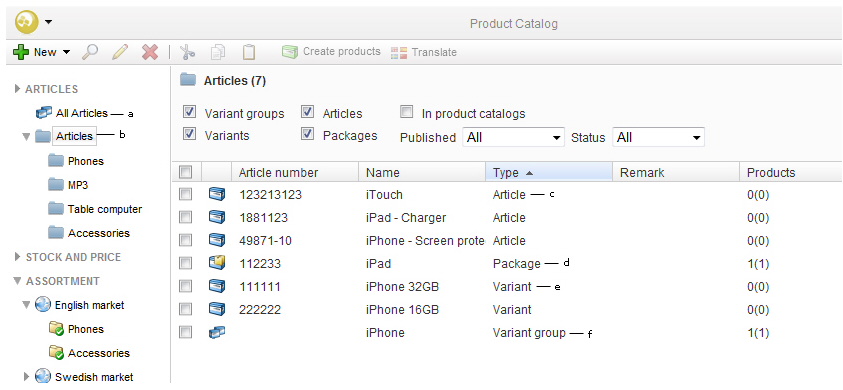 Product Catalog
New Create products Translate
ARTICLES
All Articles a
Articles b
Phones
MP3
Table computer
Accessories
STOCK AND PRICE
ASSORTMENT
English market
Phones
Accessories
Swedish market
Articles (7)
Variant groups Articles In product catalogs
Variants Packages Published All Status All
Article number Name Type Remark Products
123213123 iTouch Article c 0(0)
1881123 iPad - Charger Article 0(0)
49871-10 iPhone - Screen prote Article 0(0)
112233 iPad Package d 1(1)
111111 iPhone 32GB Variant e 0(0)
222222 iPhone 16GB Variant 0(0)
iPhone Variant group f 1(1)